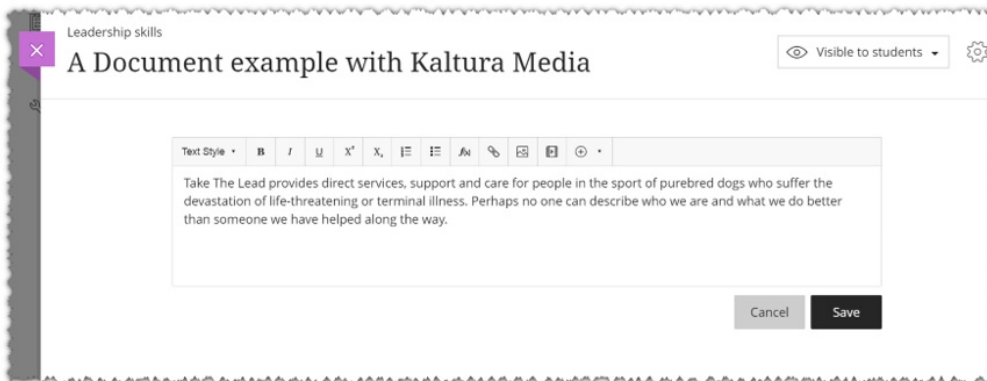 Leadership skills
A Document example with Kaltura Media
Visible to students
Text Style B I U X² X₂ f(x)
Take The Lead provides direct services, support and care for people in the sport of purebred dogs who suffer the
devastation of life-threatening or terminal illness. Perhaps no one can describe who we are and what we do better
than someone we have helped along the way.
Cancel Save